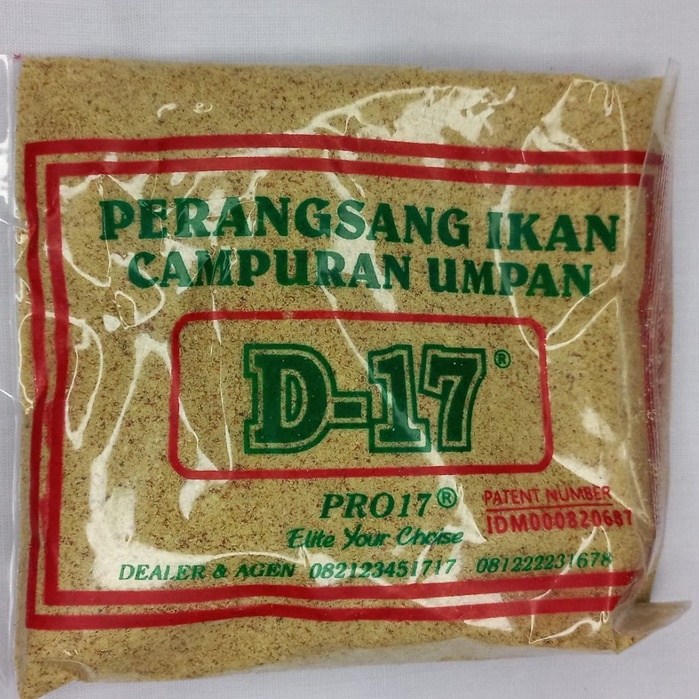 PERANGSANG IKAN
CAMPURAN UMPAN
D-17®
PRO17®
Elite Your Choise
PATENT NUMBER
IDM000820687
DEALER & AGEN 082123451717 081222231678